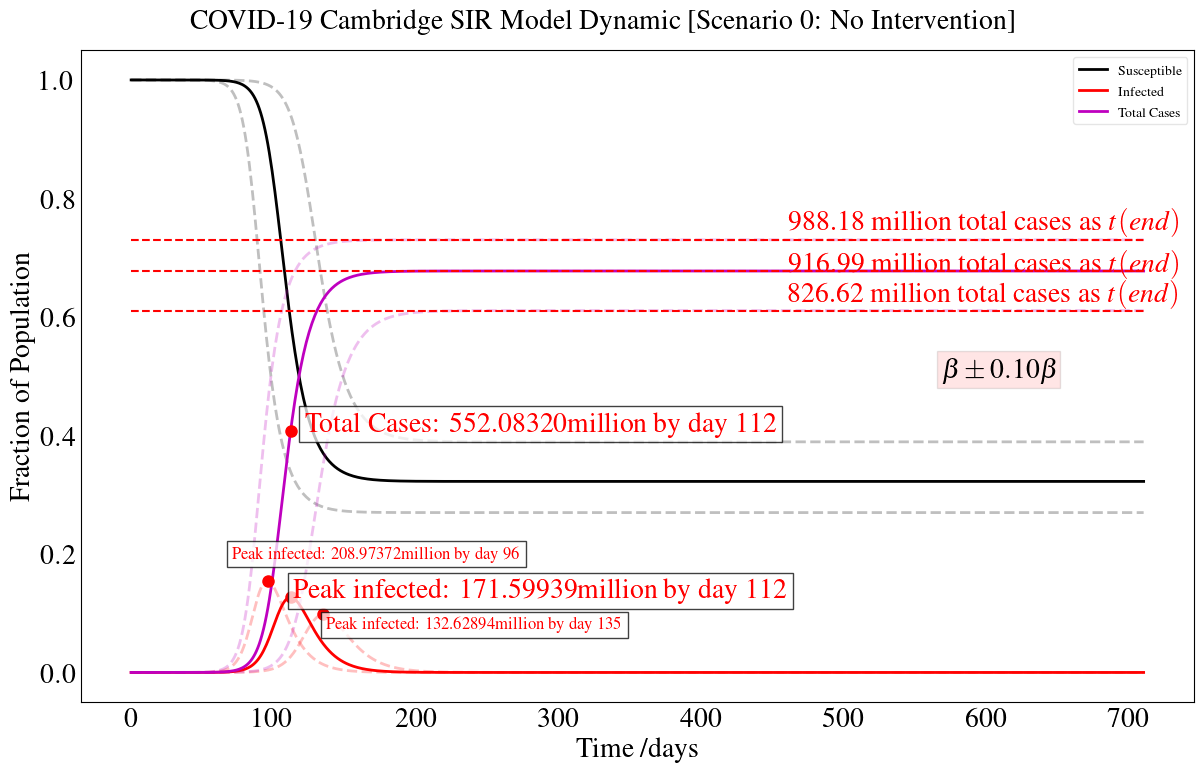 COVID-19 Cambridge SIR Model Dynamic [Scenario 0: No Intervention]
Susceptible
Infected
Total Cases
1.0
0.8
0.6
0.4
0.2
0.0
Fraction of Population
988.18 million total cases as t(end)
916.99 million total cases as t(end)
826.62 million total cases as t(end)
β ± 0.10β
Total Cases: 552.08320million by day 112
Peak infected: 208.97372million by day 96
Peak infected: 171.59939million by day 112
Peak infected: 132.62894million by day 135
0 100 200 300 400 500 600 700
Time /days